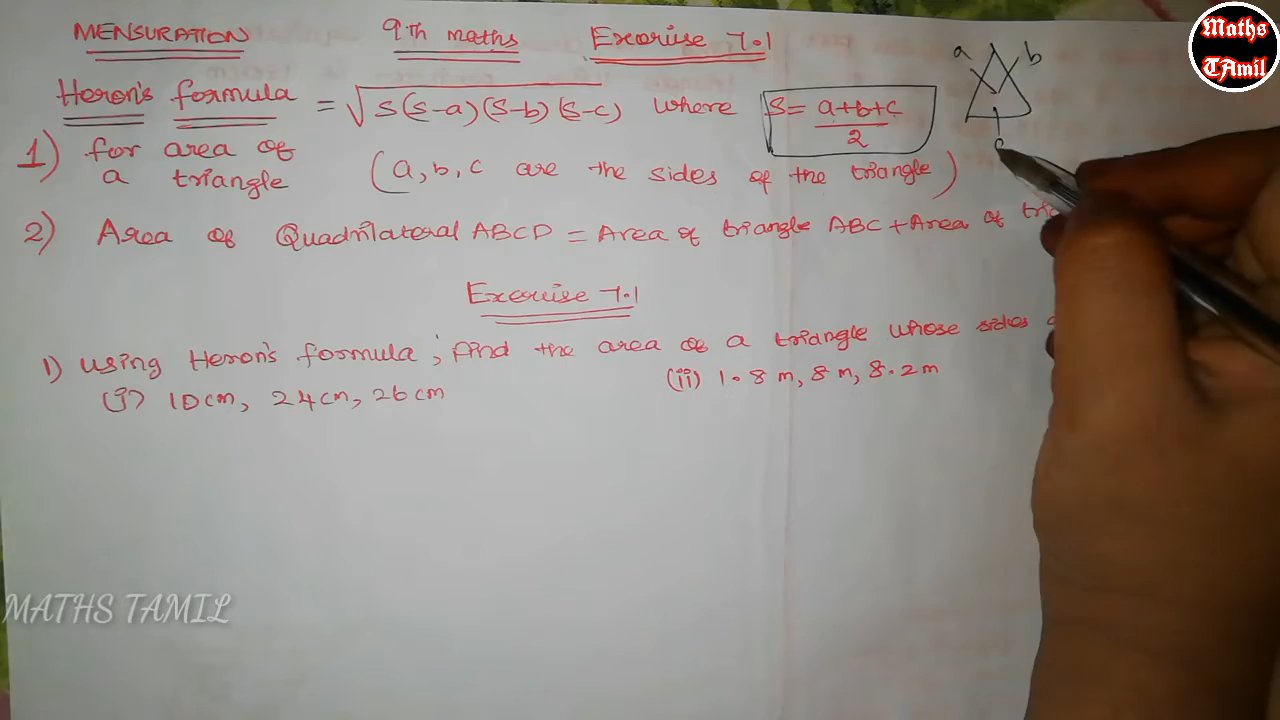 MENSURATION 9th maths Exercise 7.1
Heron's formula = √s(s-a)(s-b)(s-c) where s = a+b+c / 2
1) for area of a triangle (a, b, c are the sides of the triangle)
2) Area of Quadrilateral ABCD = Area of triangle ABC + Area of
Exercise 7.1
1) using Heron's formula, find the area of a triangle whose sides
(i) 10cm, 24cm, 26cm (ii) 1.8 m, 8 m, 8.2 m
a b
Maths TAmil
MATHS TAMIL